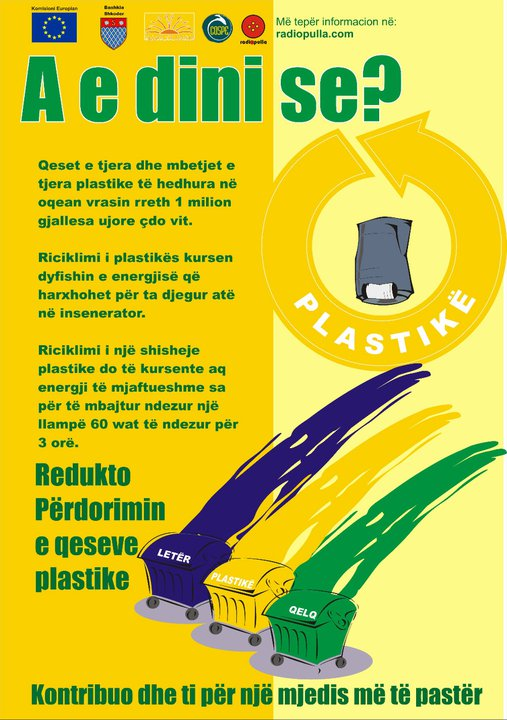 Komisioni Europian
Bashkia
Shkoder
COSPE
radiopulla
Më tepër informacion në:
radiopulla.com
A e dini se?
Qeset e tjera dhe mbetjet e
tjera plastike të hedhura në
oqean vrasin rreth 1 milion
gjallesa ujore çdo vit.
Riciklimi i plastikës kursen
dyfishin e energjisë që
harxhohet për ta djegur atë
në insenerator.
Riciklimi i një shisheje
plastike do të kursente aq
energji të mjaftueshme sa
për të mbajtur ndezur një
llampë 60 wat të ndezur për
3 orë.
PLASTIKË
Redukto
Përdorimin
e qeseve
plastike
LETËR
PLASTIKË
QELQ
Kontribuo dhe ti për një mjedis më të pastër